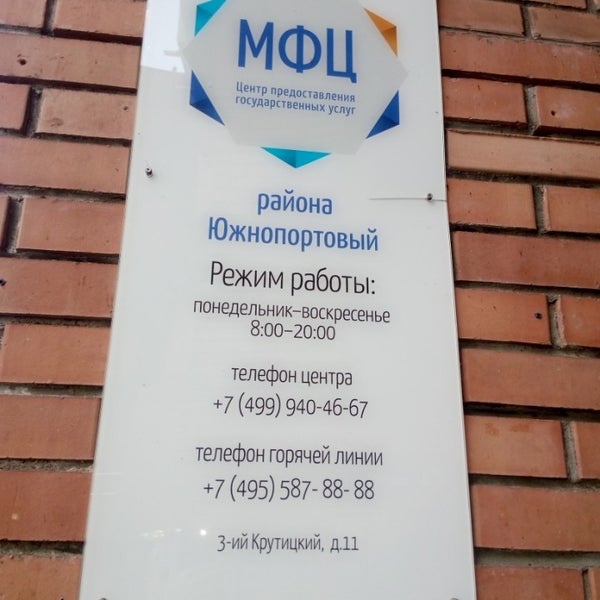 МФЦ
Центр предоставления
государственных услуг
района
Южнопортовый
Режим работы:
понедельник–воскресенье
8:00–20:00
телефон центра
+7 (499) 940-46-67
телефон горячей линии
+7 (495) 587- 88- 88
3-ий Крутицкий, д.11